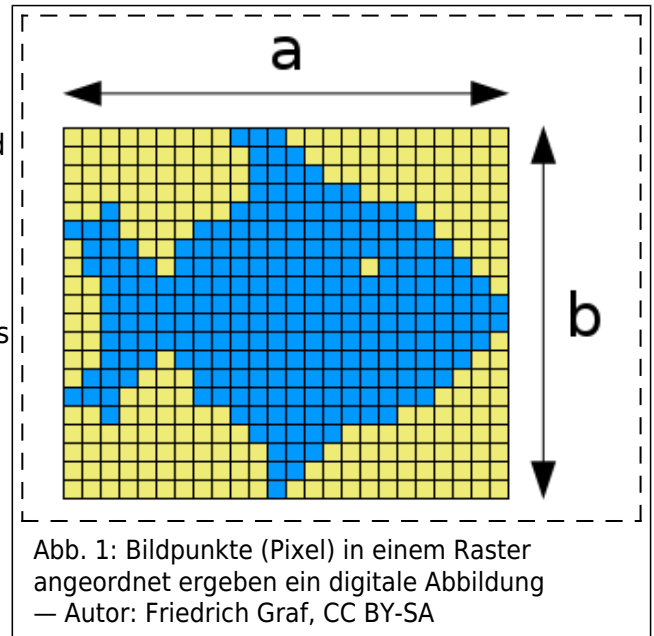 a
b
Abb. 1: Bildpunkte (Pixel) in einem Raster
angeordnet ergeben ein digitale Abbildung
— Autor: Friedrich Graf, CC BY-SA